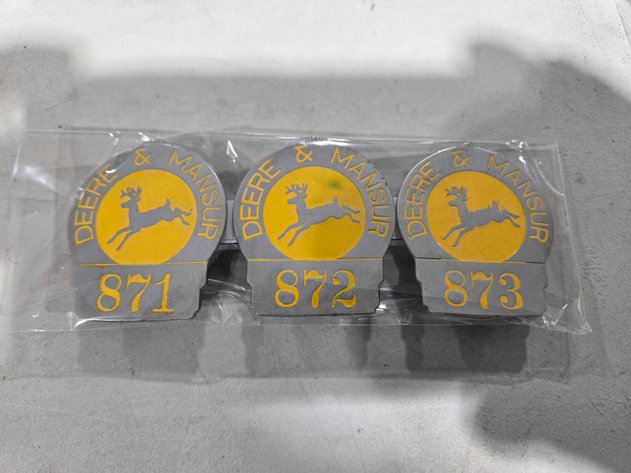 DEERE & MANSUR
871
DEERE & MANSUR
872
DEERE & MANSUR
873